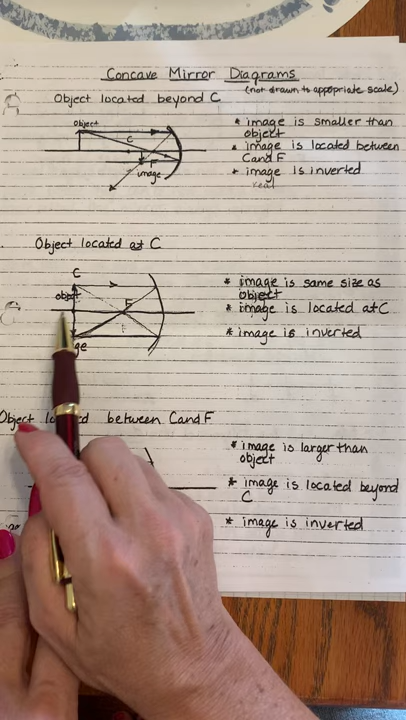 Concave Mirror Diagrams
(not drawn to appropriate scale)
Object located beyond C
object
C
F
image
* image is smaller than
object
* image is located between
C and F
* image is inverted
real
Object located at C
C
object
F
* image is same size as
object
* image is located at C
* image is inverted
Object between C and F
* image is larger than
object
* image is located beyond
C
* image is inverted